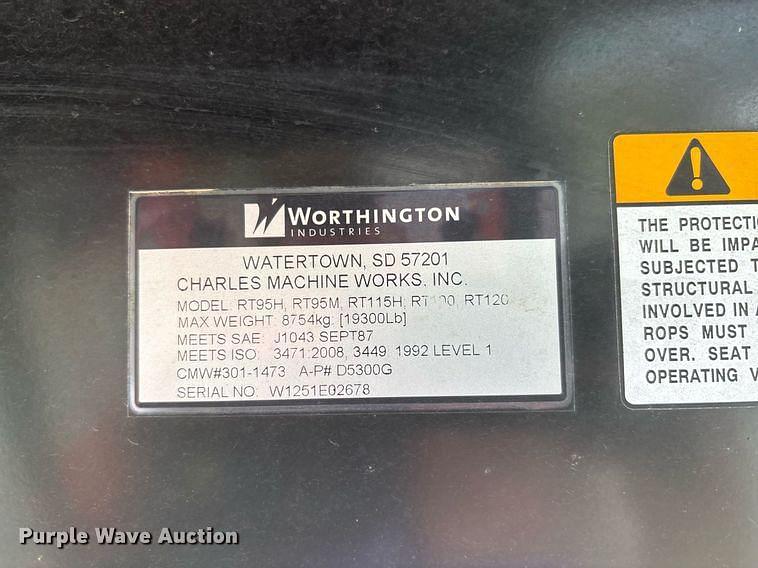 WORTHINGTON
INDUSTRIES
WATERTOWN, SD 57201
CHARLES MACHINE WORKS, INC.
MODEL: RT95H, RT95M, RT115H, RT120
MAX WEIGHT: 8754kg. [19300Lb]
MEETS SAE: J1043 SEPT87
MEETS ISO: 3471:2008, 3449: 1992 LEVEL 1
CMW#301-1473 A-P# D5300G
SERIAL NO: W1251E02678
THE
WILL BE
SUBJECTED
STRUCTURAL
INVOLVED IN
ROPS MUST
OVER. SEAT
OPERATING
Purple Wave Auction